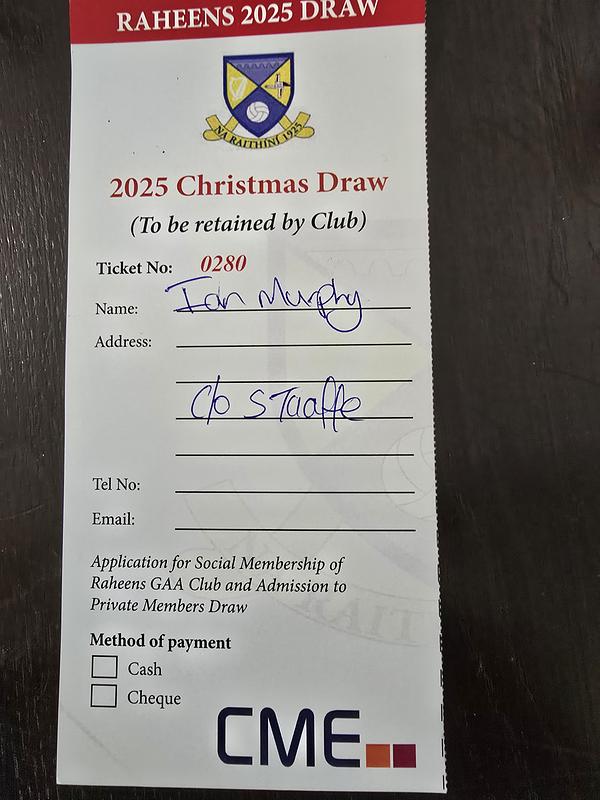 RAHEENS 2025 DRAW
NA RAITHINÍ 1925
2025 Christmas Draw
(To be retained by Club)
Ticket No: 0280
Name: Ian Murphy
Address:
c/o S Taaffe
Tel No:
Email:
Application for Social Membership of
Raheens GAA Club and Admission to
Private Members Draw
Method of payment
Cash
Cheque
CME